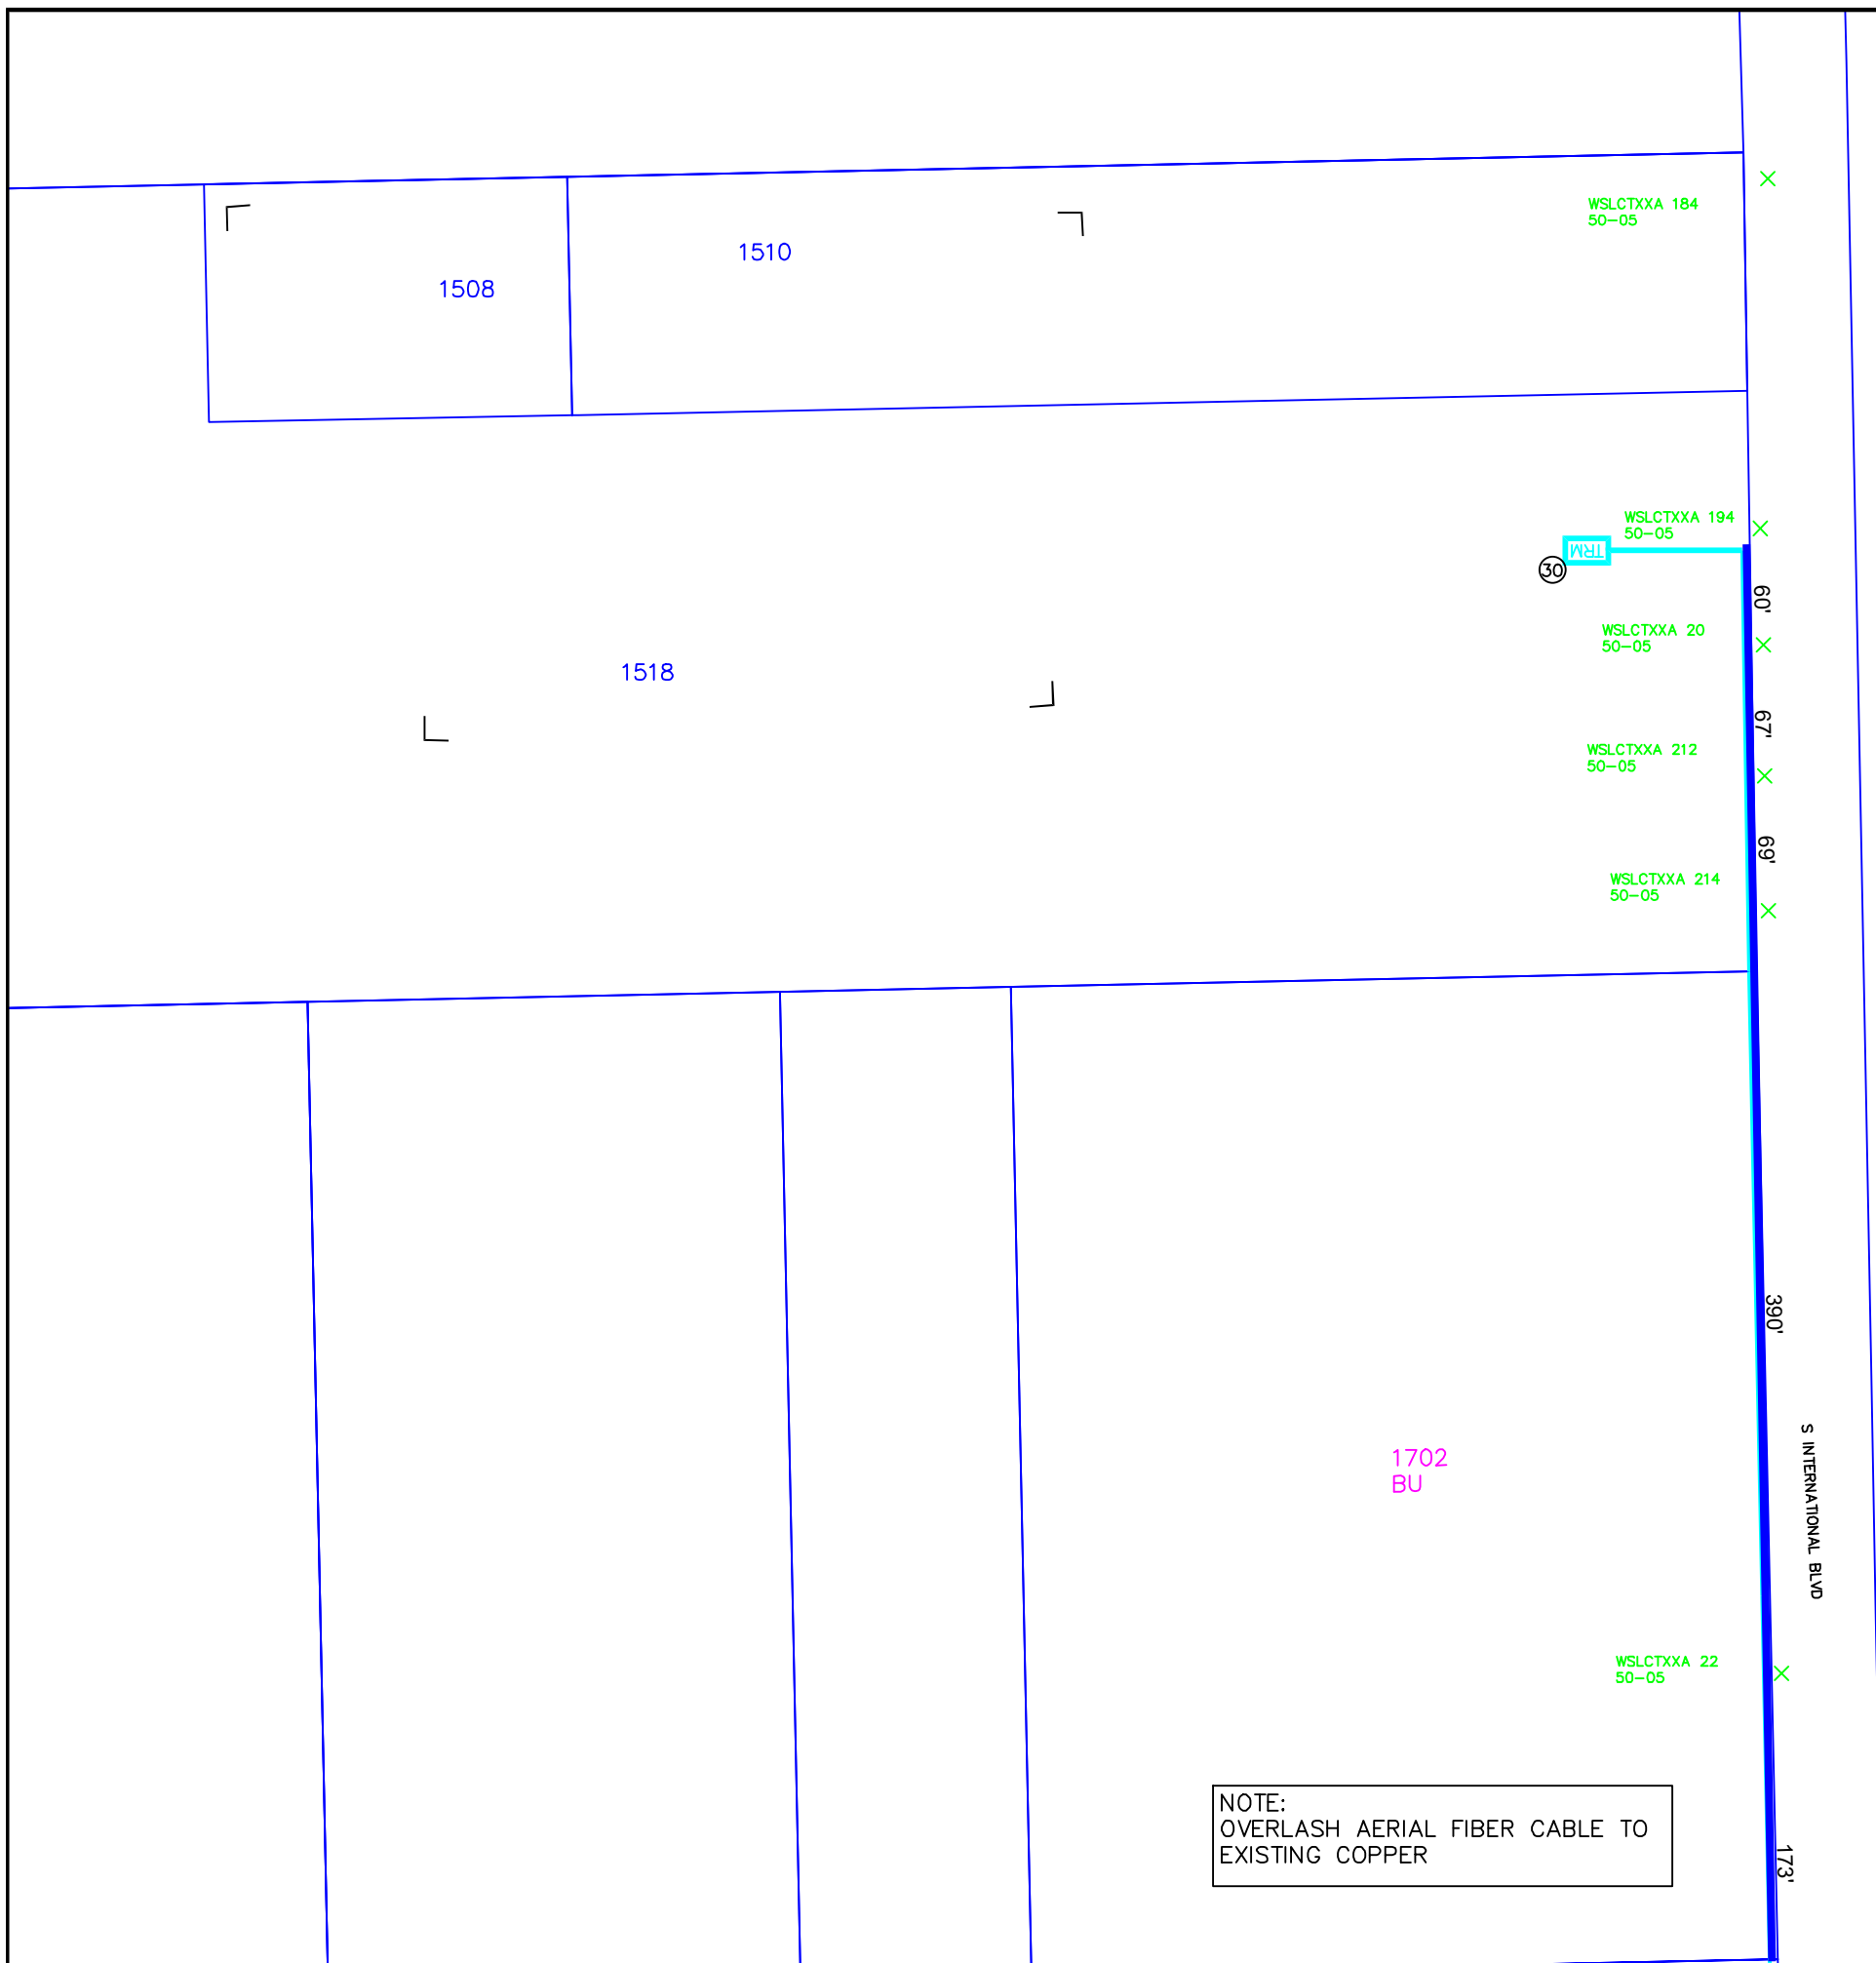 WSLCTXXA 184
50-05
1510
1508
WSLCTXXA 194
50-05
TRM
30
60'
WSLCTXXA 20
50-05
1518
67'
WSLCTXXA 212
50-05
69'
WSLCTXXA 214
50-05
390'
S INTERNATIONAL BLVD
1702
BU
WSLCTXXA 22
50-05
NOTE:
OVERLASH AERIAL FIBER CABLE TO
EXISTING COPPER
173'